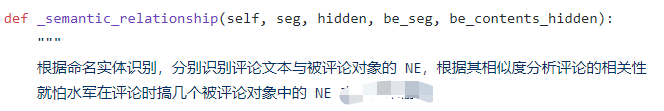 def _semantic_relationship(self, seg, hidden, be_seg, be_contents_hidden):
"""
根据命名实体识别，分别识别评论文本与被评论对象的 NE，根据其相似度分析评论的相关性
就怕水军在评论时搞几个被评论对象中的 NE